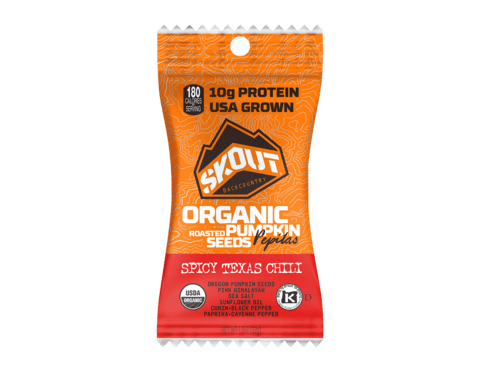 180
CALORIES
PER
SERVING
10g PROTEIN
USA GROWN
SKOUT
BACKCOUNTRY
ORGANIC
ROASTED PUMPKIN
SEEDS Pepitas
SPICY TEXAS CHILI
OREGON PUMPKIN SEEDS
PINK HIMALAYAN
SEA SALT
SUNFLOWER OIL
CUMIN-BLACK PEPPER
PAPRIKA-CAYENNE PEPPER
USDA
ORGANIC
K